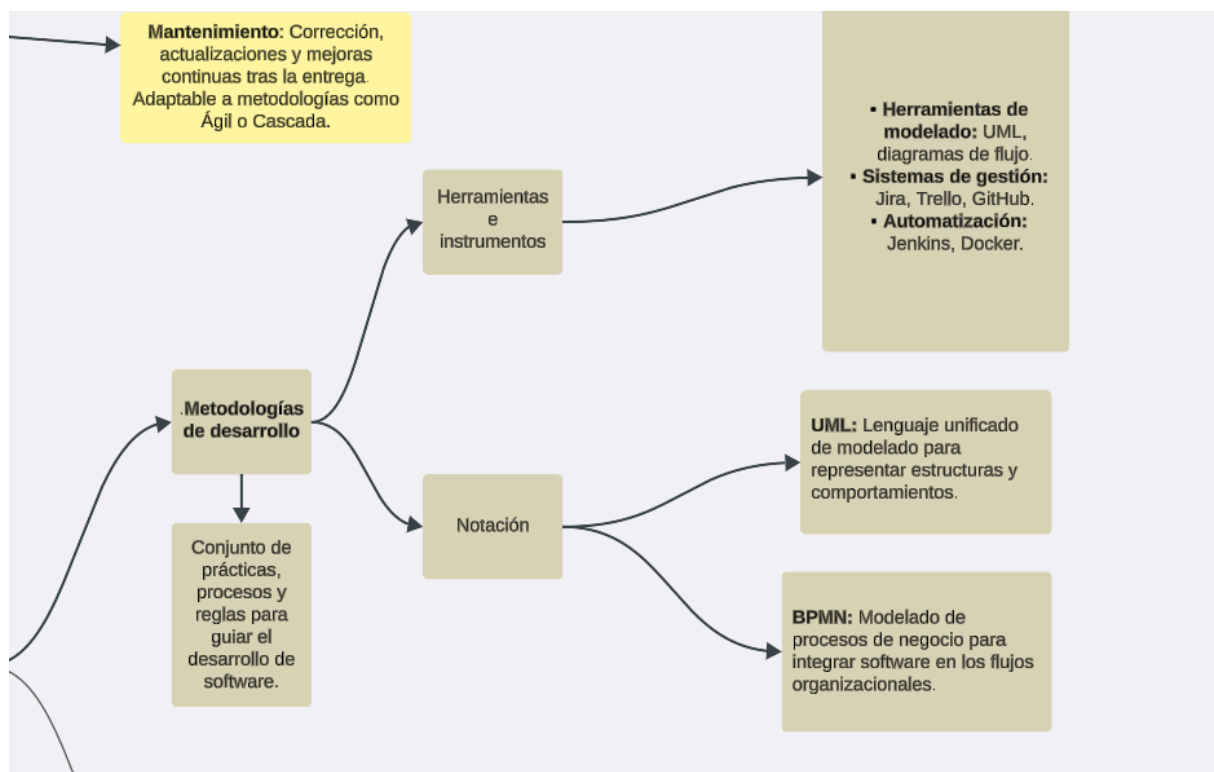 Mantenimiento: Corrección,
actualizaciones y mejoras
continuas tras la entrega.
Adaptable a metodologías como
Ágil o Cascada.
• Herramientas de
modelado: UML,
diagramas de flujo.
• Sistemas de gestión:
Jira, Trello, GitHub.
• Automatización:
Jenkins, Docker.
Herramientas
e
instrumentos
.Metodologías
de desarrollo
UML: Lenguaje unificado
de modelado para
representar estructuras y
comportamientos.
Notación
Conjunto de
prácticas,
procesos y
reglas para
guiar el
desarrollo de
software.
BPMN: Modelado de
procesos de negocio para
integrar software en los flujos
organizacionales.